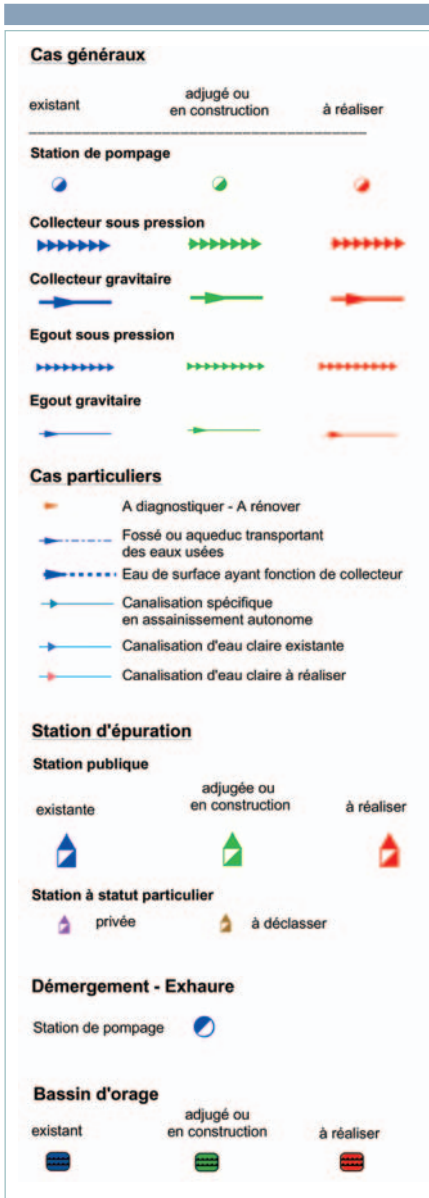 Cas généraux
existant
adjugé ou
en construction
à réaliser
Station de pompage
Collecteur sous pression
Collecteur gravitaire
Egout sous pression
Egout gravitaire
Cas particuliers
A diagnostiquer - A rénover
Fossé ou aqueduc transportant
des eaux usées
Eau de surface ayant fonction de collecteur
Canalisation spécifique
en assainissement autonome
Canalisation d'eau claire existante
Canalisation d'eau claire à réaliser
Station d'épuration
Station publique
existante
adjugée ou
en construction
à réaliser
Station à statut particulier
privée
à déclasser
Démergement - Exhaure
Station de pompage
Bassin d'orage
existant
adjugé ou
en construction
à réaliser